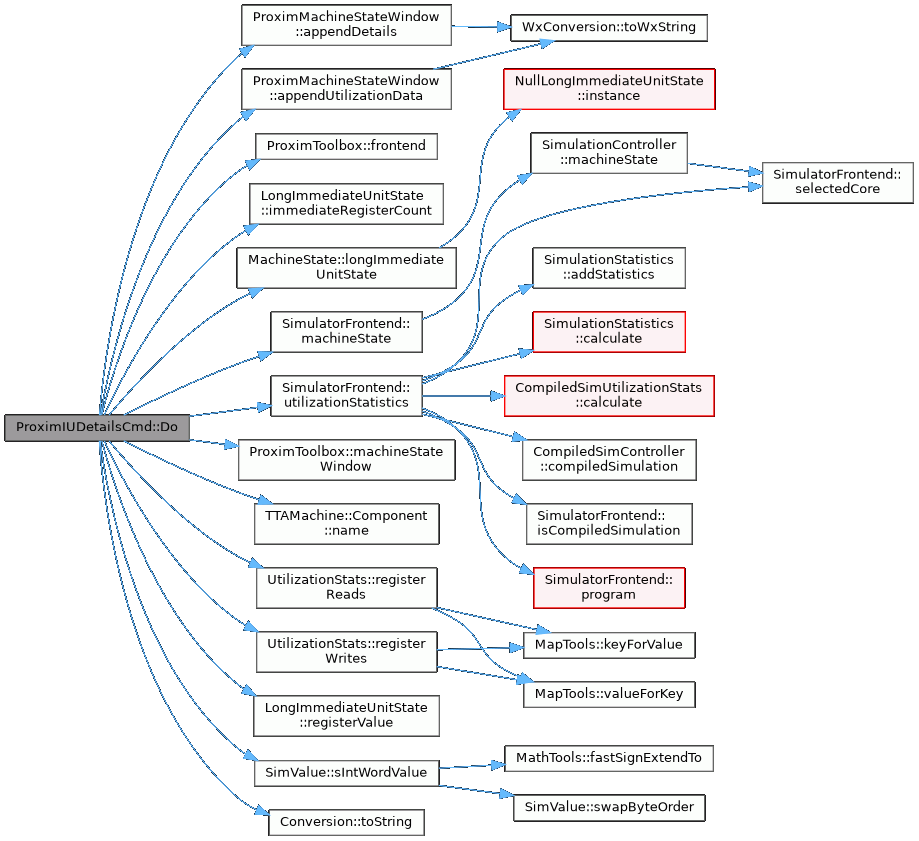 ProximIUDetailsCmd::Do
ProximMachineStateWindow
::appendDetails
ProximMachineStateWindow
::appendUtilizationData
ProximToolbox::frontend
LongImmediateUnitState
::immediateRegisterCount
MachineState::longImmediate
UnitState
SimulatorFrontend::
machineState
SimulatorFrontend::
utilizationStatistics
ProximToolbox::machineState
Window
TTAMachine::Component
::name
UtilizationStats::register
Reads
UtilizationStats::register
Writes
LongImmediateUnitState
::registerValue
SimValue::sIntWordValue
Conversion::toString
WxConversion::toWxString
NullLongImmediateUnitState
::instance
SimulationController
::machineState
SimulationStatistics
::addStatistics
SimulationStatistics
::calculate
CompiledSimUtilizationStats
::calculate
CompiledSimController
::compiledSimulation
SimulatorFrontend::
isCompiledSimulation
SimulatorFrontend::
program
MapTools::keyForValue
MapTools::valueForKey
MathTools::fastSignExtendTo
SimValue::swapByteOrder
SimulatorFrontend::
selectedCore